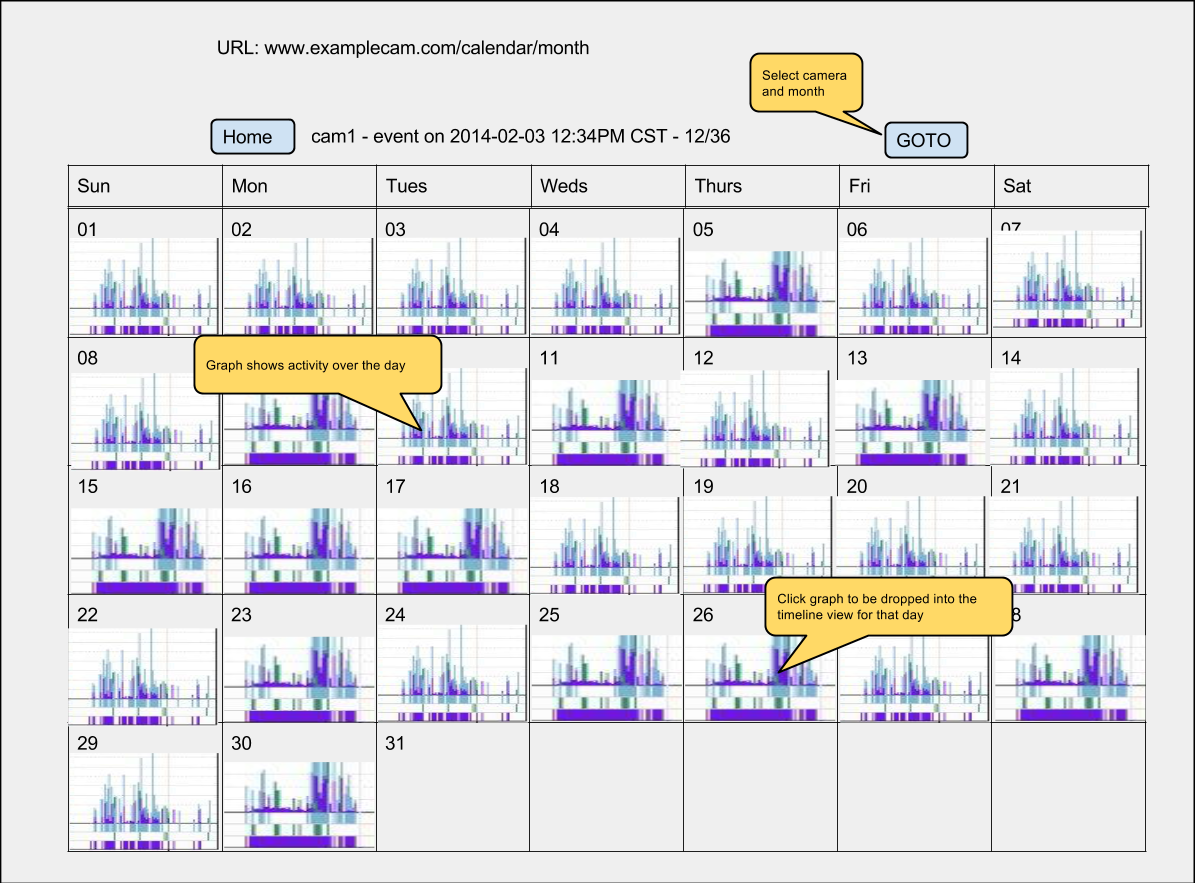 URL: www.examplecam.com/calendar/month
Select camera
and month
Home
cam1 - event on 2014-02-03 12:34PM CST - 12/36
GOTO
Sun Mon Tues Weds Thurs Fri Sat
01 02 03 04 05 06 07
08 11 12 13 14
Graph shows activity over the day
15 16 17 18 19 20 21
Click graph to be dropped into the
timeline view for that day
22 23 24 25 26 8
29 30 31